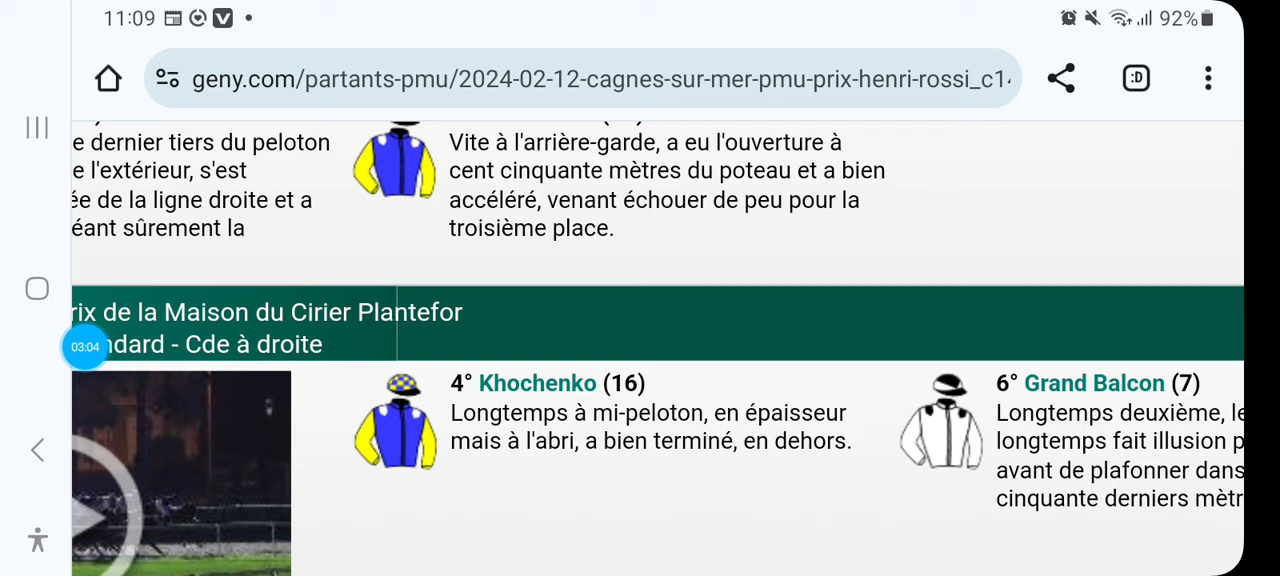 11:09
92%
geny.com/partants-pmu/2024-02-12-cagnes-sur-mer-pmu-prix-henri-rossi_c14
e dernier tiers du peloton
e l'extérieur, s'est
ée de la ligne droite et a
éant sûrement la
Vite à l'arrière-garde, a eu l'ouverture à
cent cinquante mètres du poteau et a bien
accéléré, venant échouer de peu pour la
troisième place.
rix de la Maison du Cirier Plantefor
ndard - Cde à droite
03:04
4° Khochenko (16)
Longtemps à mi-peloton, en épaisseur
mais à l'abri, a bien terminé, en dehors.
6° Grand Balcon (7)
Longtemps deuxième, le
longtemps fait illusion p
avant de plafonner dans
cinquante derniers mètr